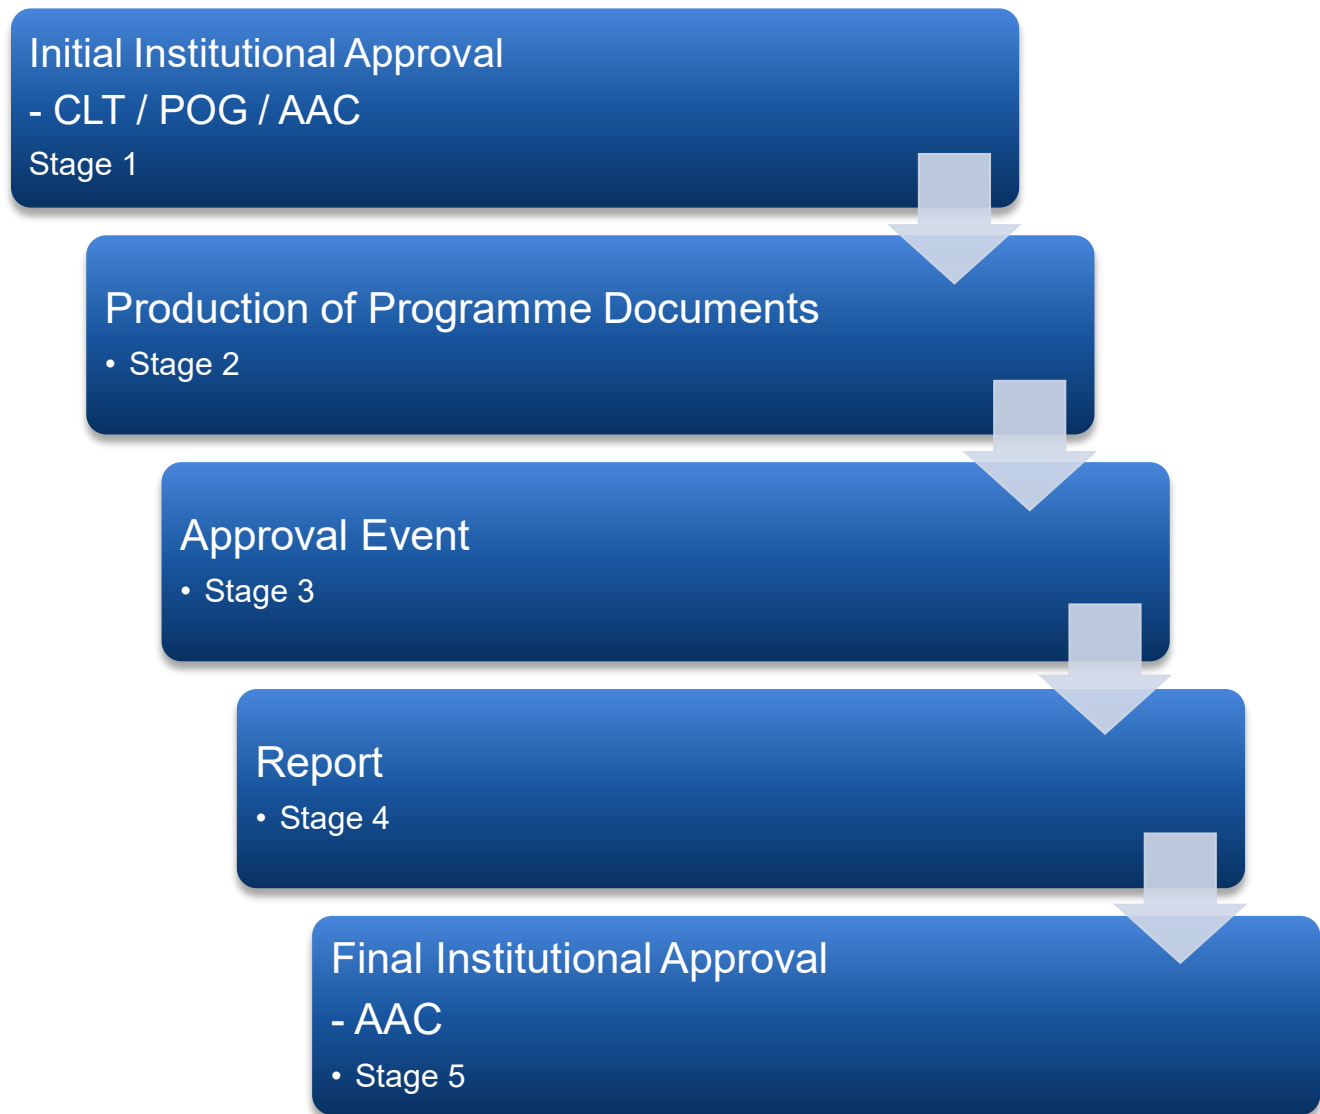 Initial Institutional Approval
- CLT / POG / AAC
Stage 1
Production of Programme Documents
• Stage 2
Approval Event
• Stage 3
Report
• Stage 4
Final Institutional Approval
- AAC
• Stage 5